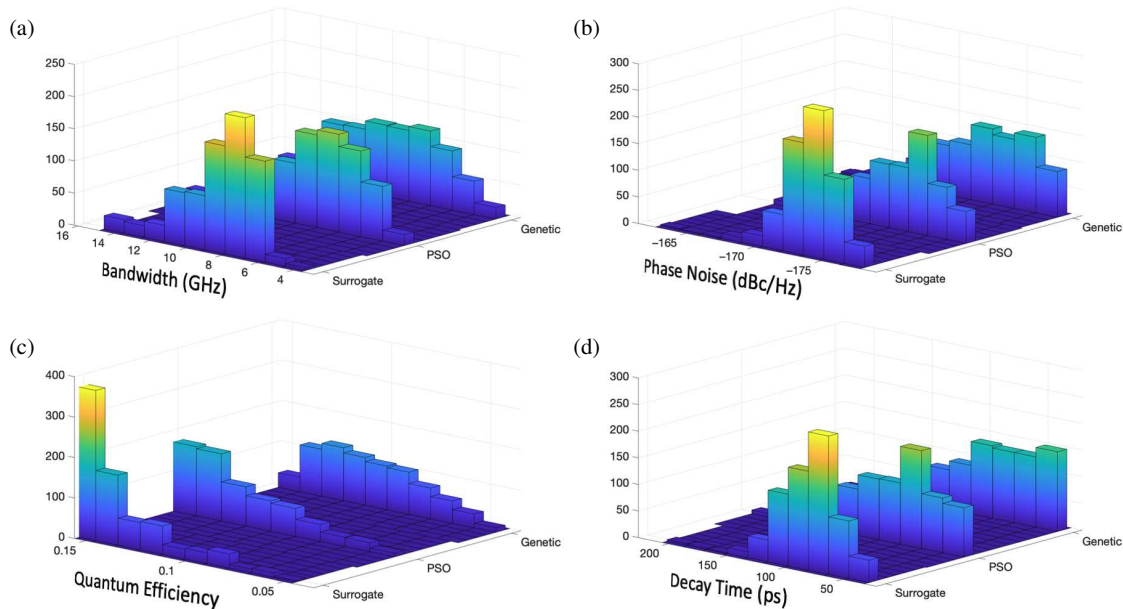 (a)
250
200
150
100
50
0
16
14
12
10
8
6
4
Bandwidth (GHz)
Surrogate
PSO
Genetic
(b)
300
250
200
150
100
50
0
−165
−170
−175
Phase Noise (dBc/Hz)
Surrogate
PSO
Genetic
(c)
400
300
200
100
0
0.15
0.1
0.05
Quantum Efficiency
Surrogate
PSO
Genetic
(d)
300
250
200
150
100
50
0
200
150
100
50
Decay Time (ps)
Surrogate
PSO
Genetic